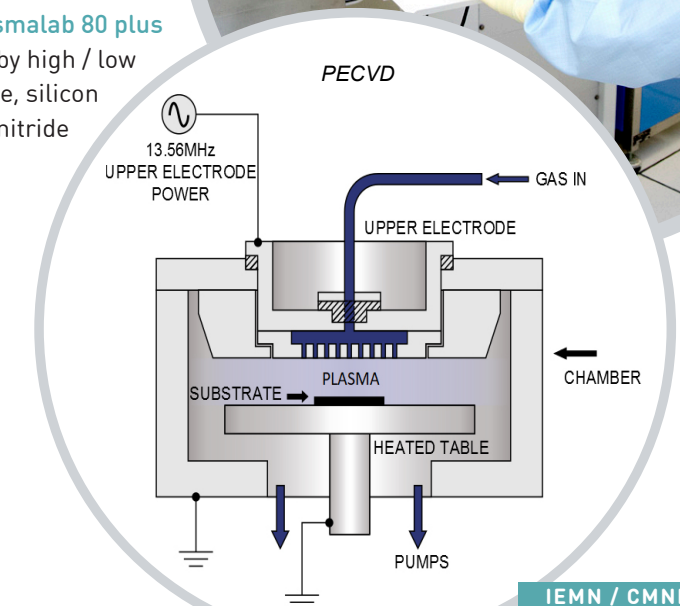 smalab 80 plus
by high / low
e, silicon
nitride
PECVD
13.56MHz
UPPER ELECTRODE
POWER
GAS IN
UPPER ELECTRODE
PLASMA
SUBSTRATE
CHAMBER
HEATED TABLE
PUMPS
IEMN / CMN